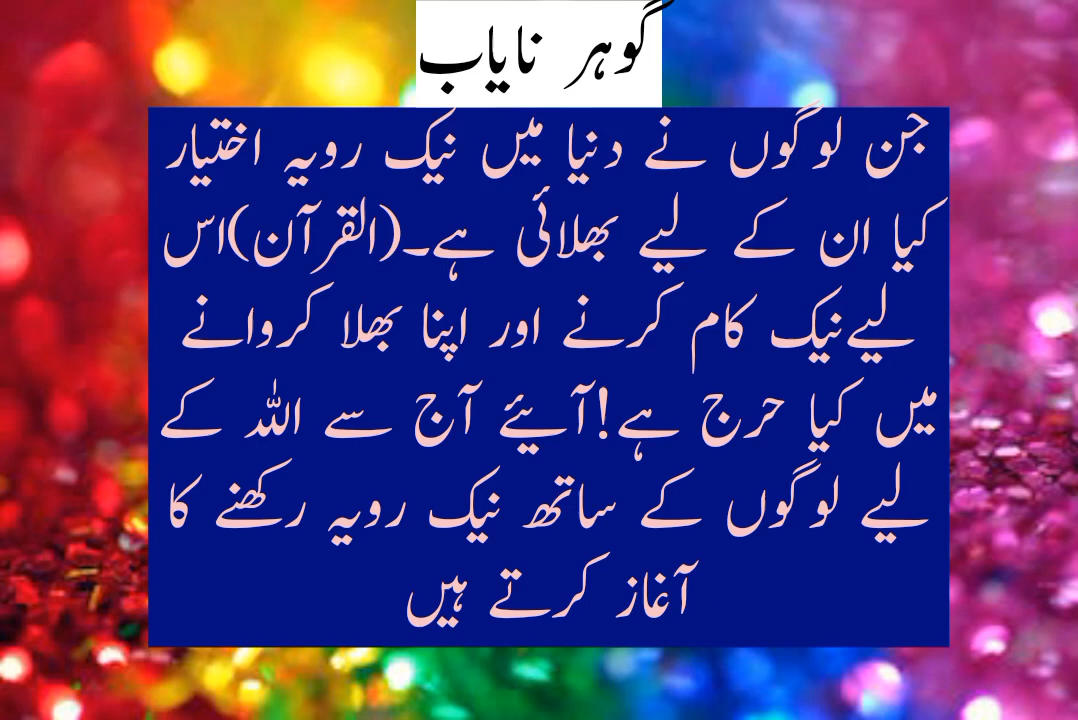 گوہر نایاب
جن لوگوں نے دنیا میں نیک رویہ اختیار
کیا ان کے لیے بھلائی ہے۔(القرآن)اس
لیےنیک کام کرنے اور اپنا بھلا کروانے
میں کیا حرج ہے!آیئے آج سے اللہ کے
لیے لوگوں کے ساتھ نیک رویہ رکھنے کا
آغاز کرتے ہیں